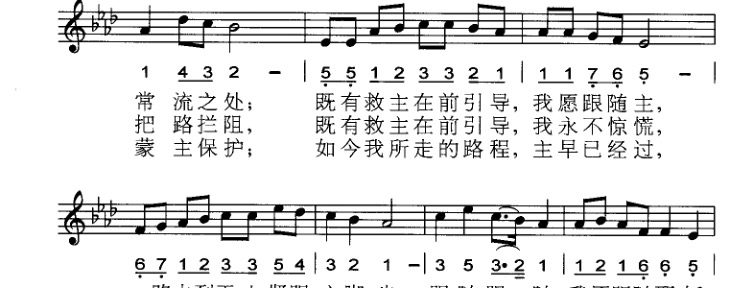 1 4 3 2 – | 5 5 1 2 3 3 2 1 | 1 1 7 6 5 – |
常 流之处; 既有救主在前引导, 我愿跟随主,
把 路拦阻, 既有救主在前引导, 我永不惊慌,
蒙 主保护; 如今我所走的路程, 主早已经过,
6 7 1 2 3 3 5 4 | 3 2 1 – | 3 5 3· 2 1 | 1 2 1 6 6 5 |